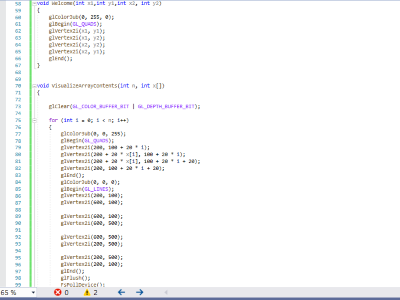 58 void Welcome(int x1,int y1,int x2, int y2)
59 {
60 glColor3ub(0, 255, 0);
61 glBegin(GL_QUADS);
62 glVertex2i(x1, y1);
63 glVertex2i(x1, y2);
64 glVertex2i(x2, y2);
65 glVertex2i(x2, y1);
66 glEnd();
67 }
68
69
70 void VisualizeArrayContents(int n, int x[])
71 {
72
73 glClear(GL_COLOR_BUFFER_BIT | GL_DEPTH_BUFFER_BIT);
74
75 for (int i = 0; i < n; i++)
76 {
77 glColor3ub(0, 0, 255);
78 glBegin(GL_QUADS);
79 glVertex2i(200, 100 + 20 * i);
80 glVertex2i(200 + 20 * x[i], 100 + 20 * i);
81 glVertex2i(200 + 20 * x[i], 100 + 20 * i + 20);
82 glVertex2i(200, 100 + 20 * i + 20);
83 glEnd();
84 glColor3ub(0, 0, 0);
85 glBegin(GL_LINES);
86 glVertex2i(200, 100);
87 glVertex2i(600, 100);
88
89 glVertex2i(600, 100);
90 glVertex2i(600, 500);
91
92 glVertex2i(600, 500);
93 glVertex2i(200, 500);
94
95 glVertex2i(200, 500);
96 glVertex2i(200, 100);
97 glEnd();
98 glFlush();
99 FsPollDevice();
65 % 0 2